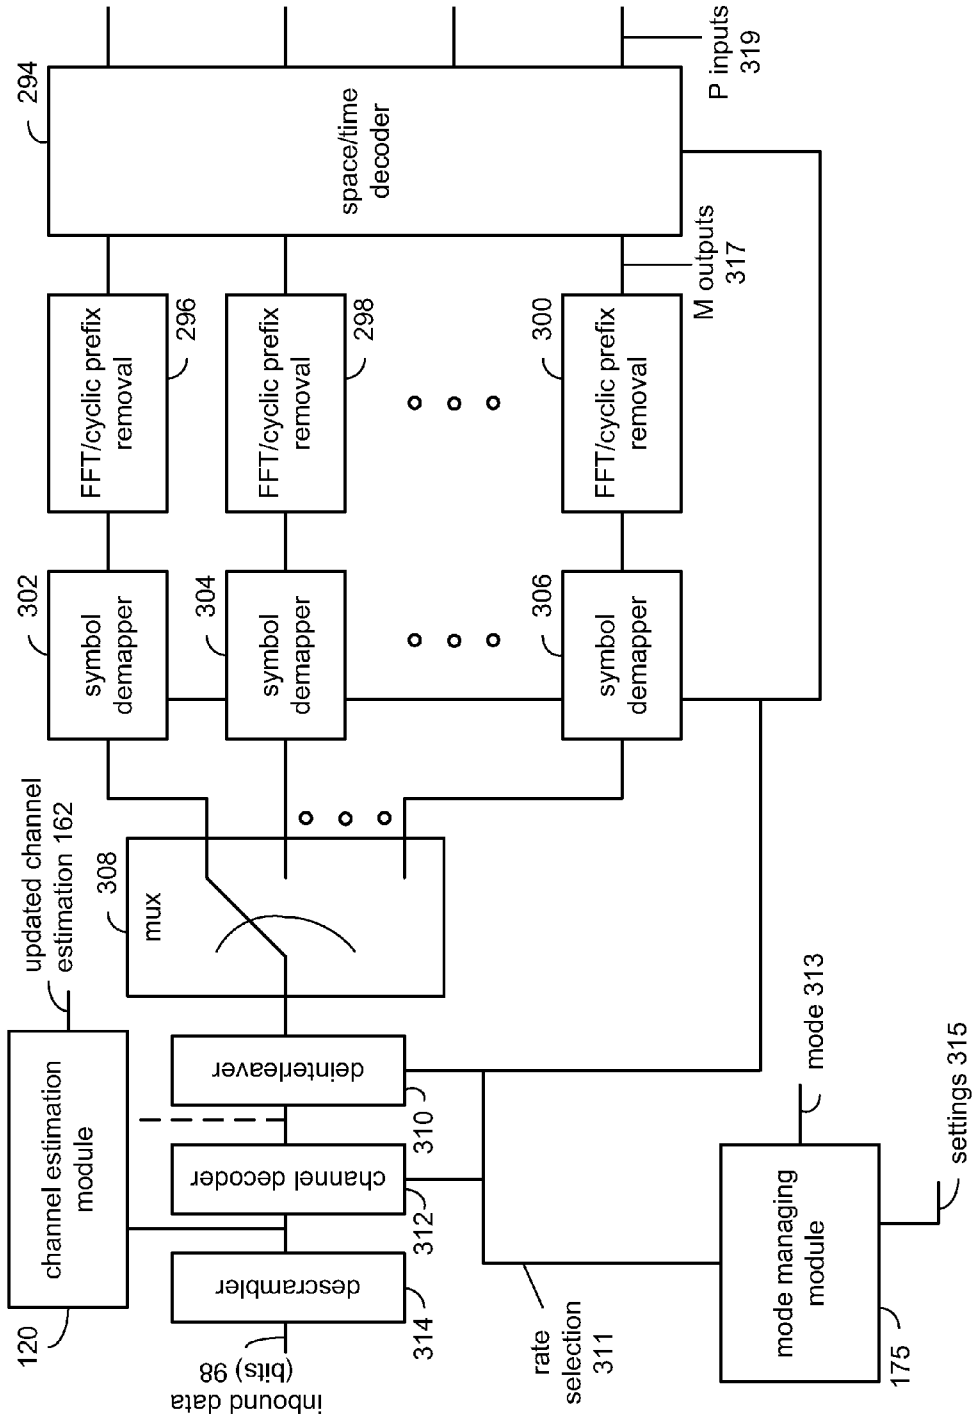 294
space/time
decoder
P inputs
319
M outputs
317
FFT/cyclic prefix
removal
296
FFT/cyclic prefix
removal
298
FFT/cyclic prefix
removal
300
302
symbol
demapper
304
symbol
demapper
306
symbol
demapper
updated channel
estimation 162
308
mux
channel estimation
module
120
deinterleaver
310
channel decoder
312
descrambler
314
inbound data
(bits) 98
rate
selection
311
mode managing
module
175
mode 313
settings 315